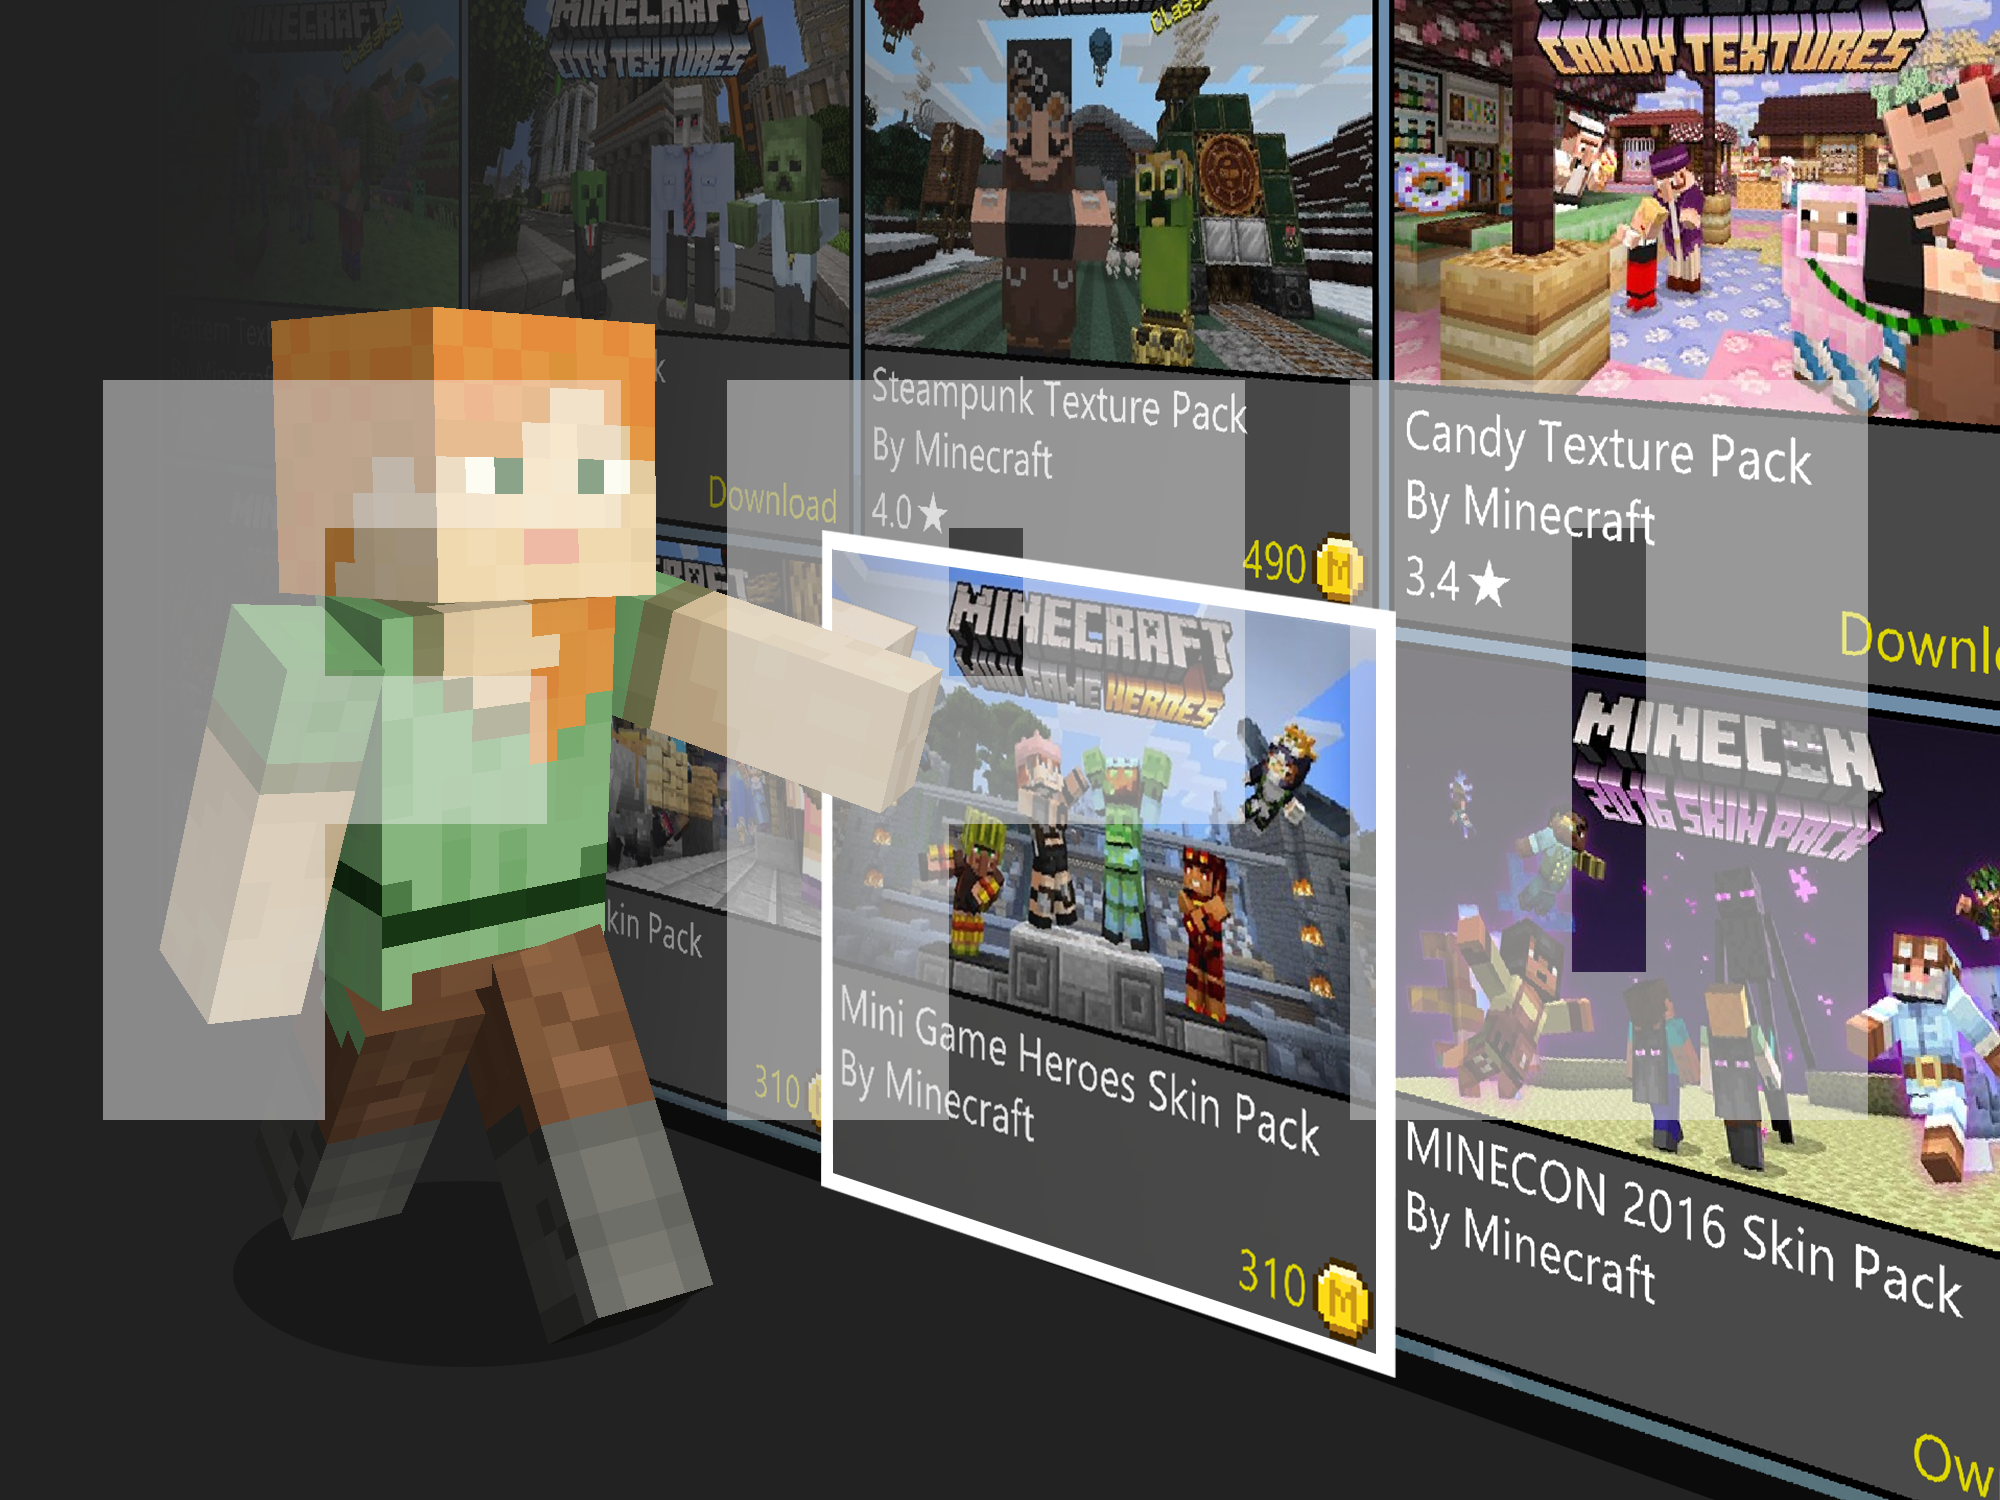 MINECRAFT
CITY TEXTURES
CANDY TEXTURES
Download
Steampunk Texture Pack
By Minecraft
4.0
490
Candy Texture Pack
By Minecraft
3.4
FPO
310
MINECRAFT
MINI GAME HEROES
Mini Game Heroes Skin Pack
By Minecraft
310
MINECON
2016 SKIN PACK
MINECON 2016 Skin Pack
By Minecraft